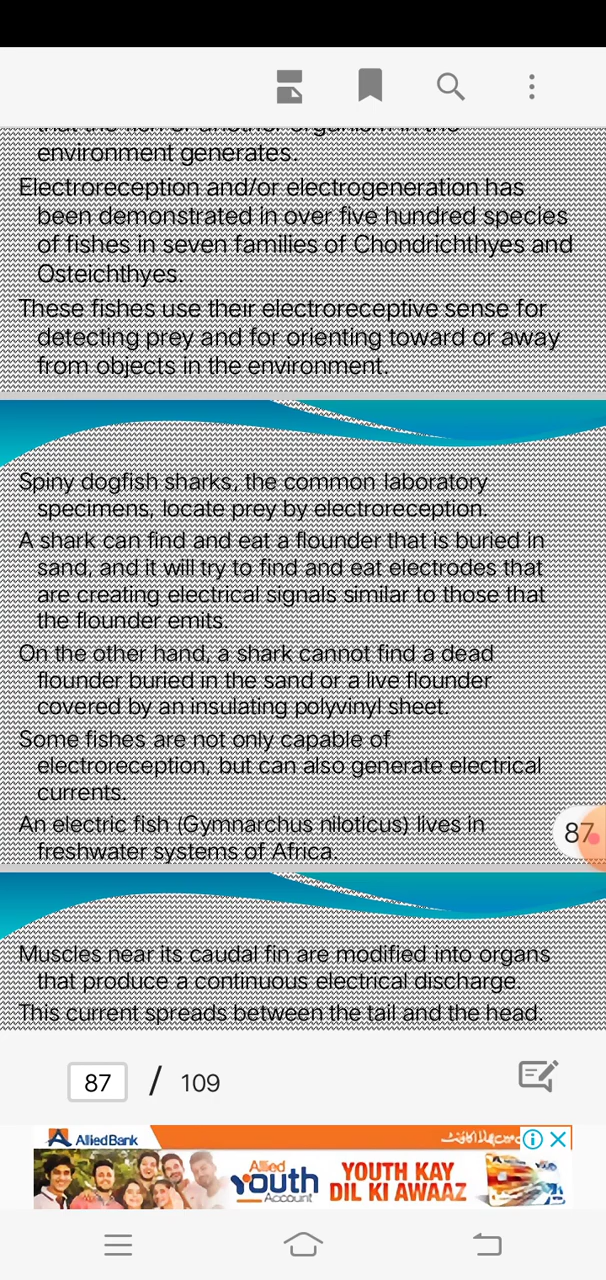 environment generates.
Electroreception and/or electrogeneration has
been demonstrated in over five hundred species
of fishes in seven families of Chondrichthyes and
Osteichthyes.
These fishes use their electroreceptive sense for
detecting prey and for orienting toward or away
from objects in the environment.
Spiny dogfish sharks, the common laboratory
specimens, locate prey by electroreception.
A shark can find and eat a flounder that is buried in
sand, and it will try to find and eat electrodes that
are creating electrical signals similar to those that
the flounder emits.
On the other hand, a shark cannot find a dead
flounder buried in the sand or a live flounder
covered by an insulating polyvinyl sheet.
Some fishes are not only capable of
electroreception, but can also generate electrical
currents.
An electric fish (Gymnarchus niloticus) lives in
freshwater systems of Africa.
87
Muscles near its caudal fin are modified into organs
that produce a continuous electrical discharge.
This current spreads between the tail and the head.
87 / 109
Allied Bank
Allied
Youth
Account
YOUTH KAY
DIL KI AWAAZ